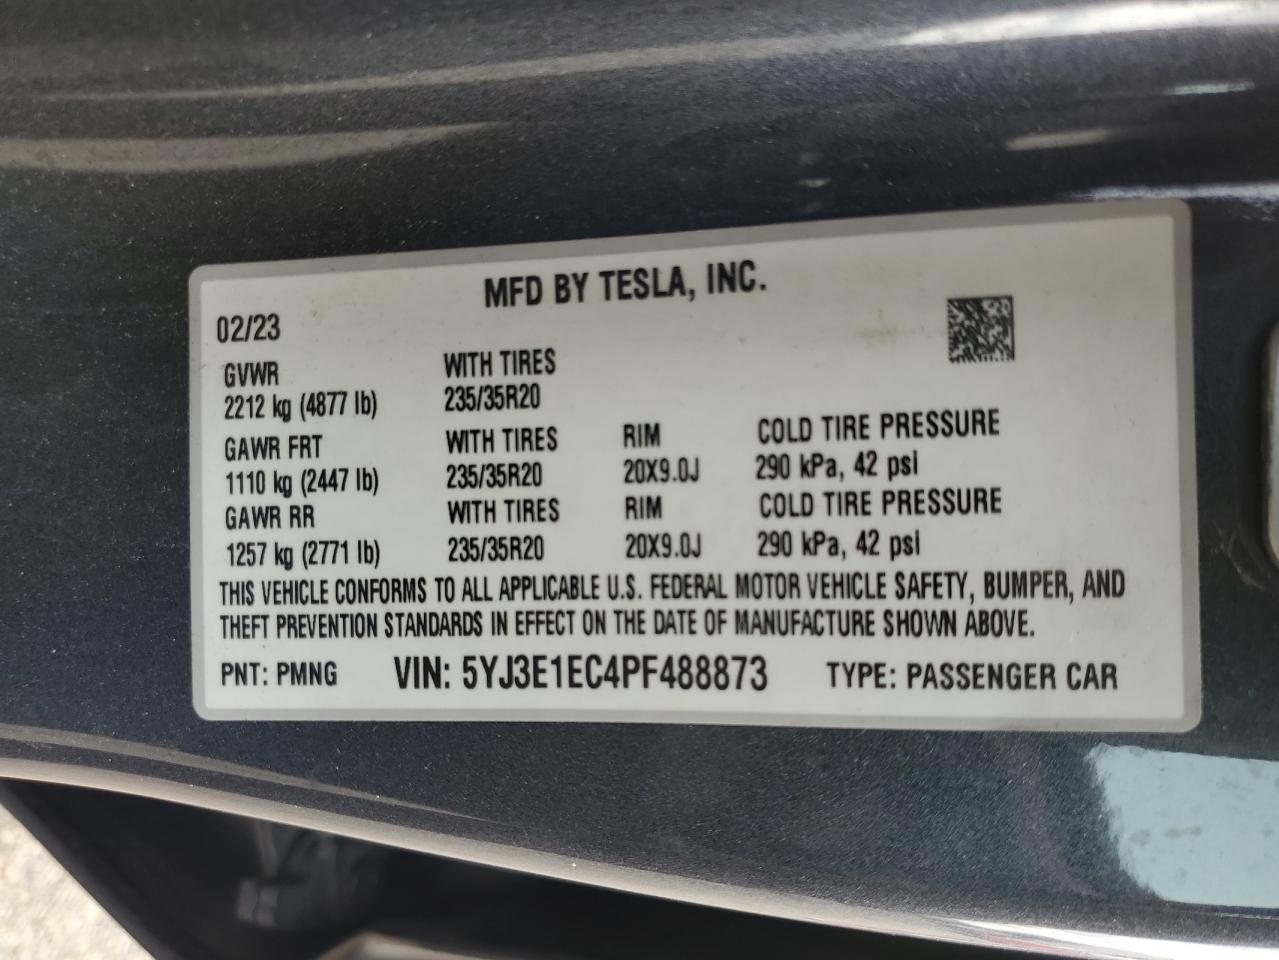 MFD BY TESLA, INC.
02/23
GVWR WITH TIRES
2212 kg (4877 lb) 235/35R20
GAWR FRT WITH TIRES RIM COLD TIRE PRESSURE
1110 kg (2447 lb) 235/35R20 20X9.0J 290 kPa, 42 psi
GAWR RR WITH TIRES RIM COLD TIRE PRESSURE
1257 kg (2771 lb) 235/35R20 20X9.0J 290 kPa, 42 psi
THIS VEHICLE CONFORMS TO ALL APPLICABLE U.S. FEDERAL MOTOR VEHICLE SAFETY, BUMPER, AND
THEFT PREVENTION STANDARDS IN EFFECT ON THE DATE OF MANUFACTURE SHOWN ABOVE.
PNT: PMNG VIN: 5YJ3E1EC4PF488873 TYPE: PASSENGER CAR